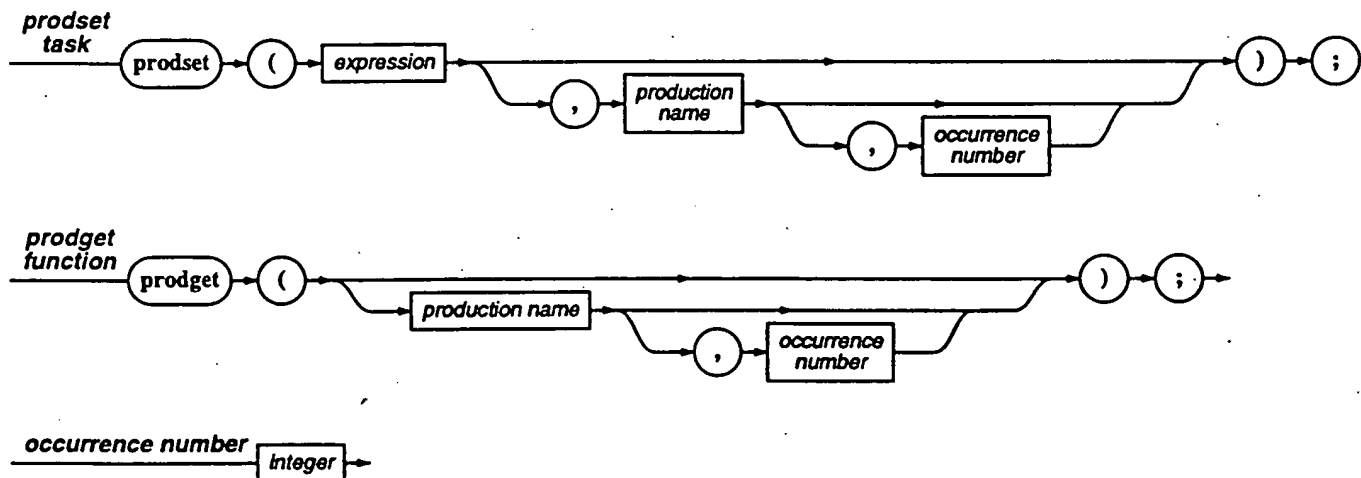 prodset
task
prodset ( expression ) ;
, production
name
, occurrence
number
prodget
function
prodget ( ) ;
production name
, occurrence
number
occurrence number
Integer